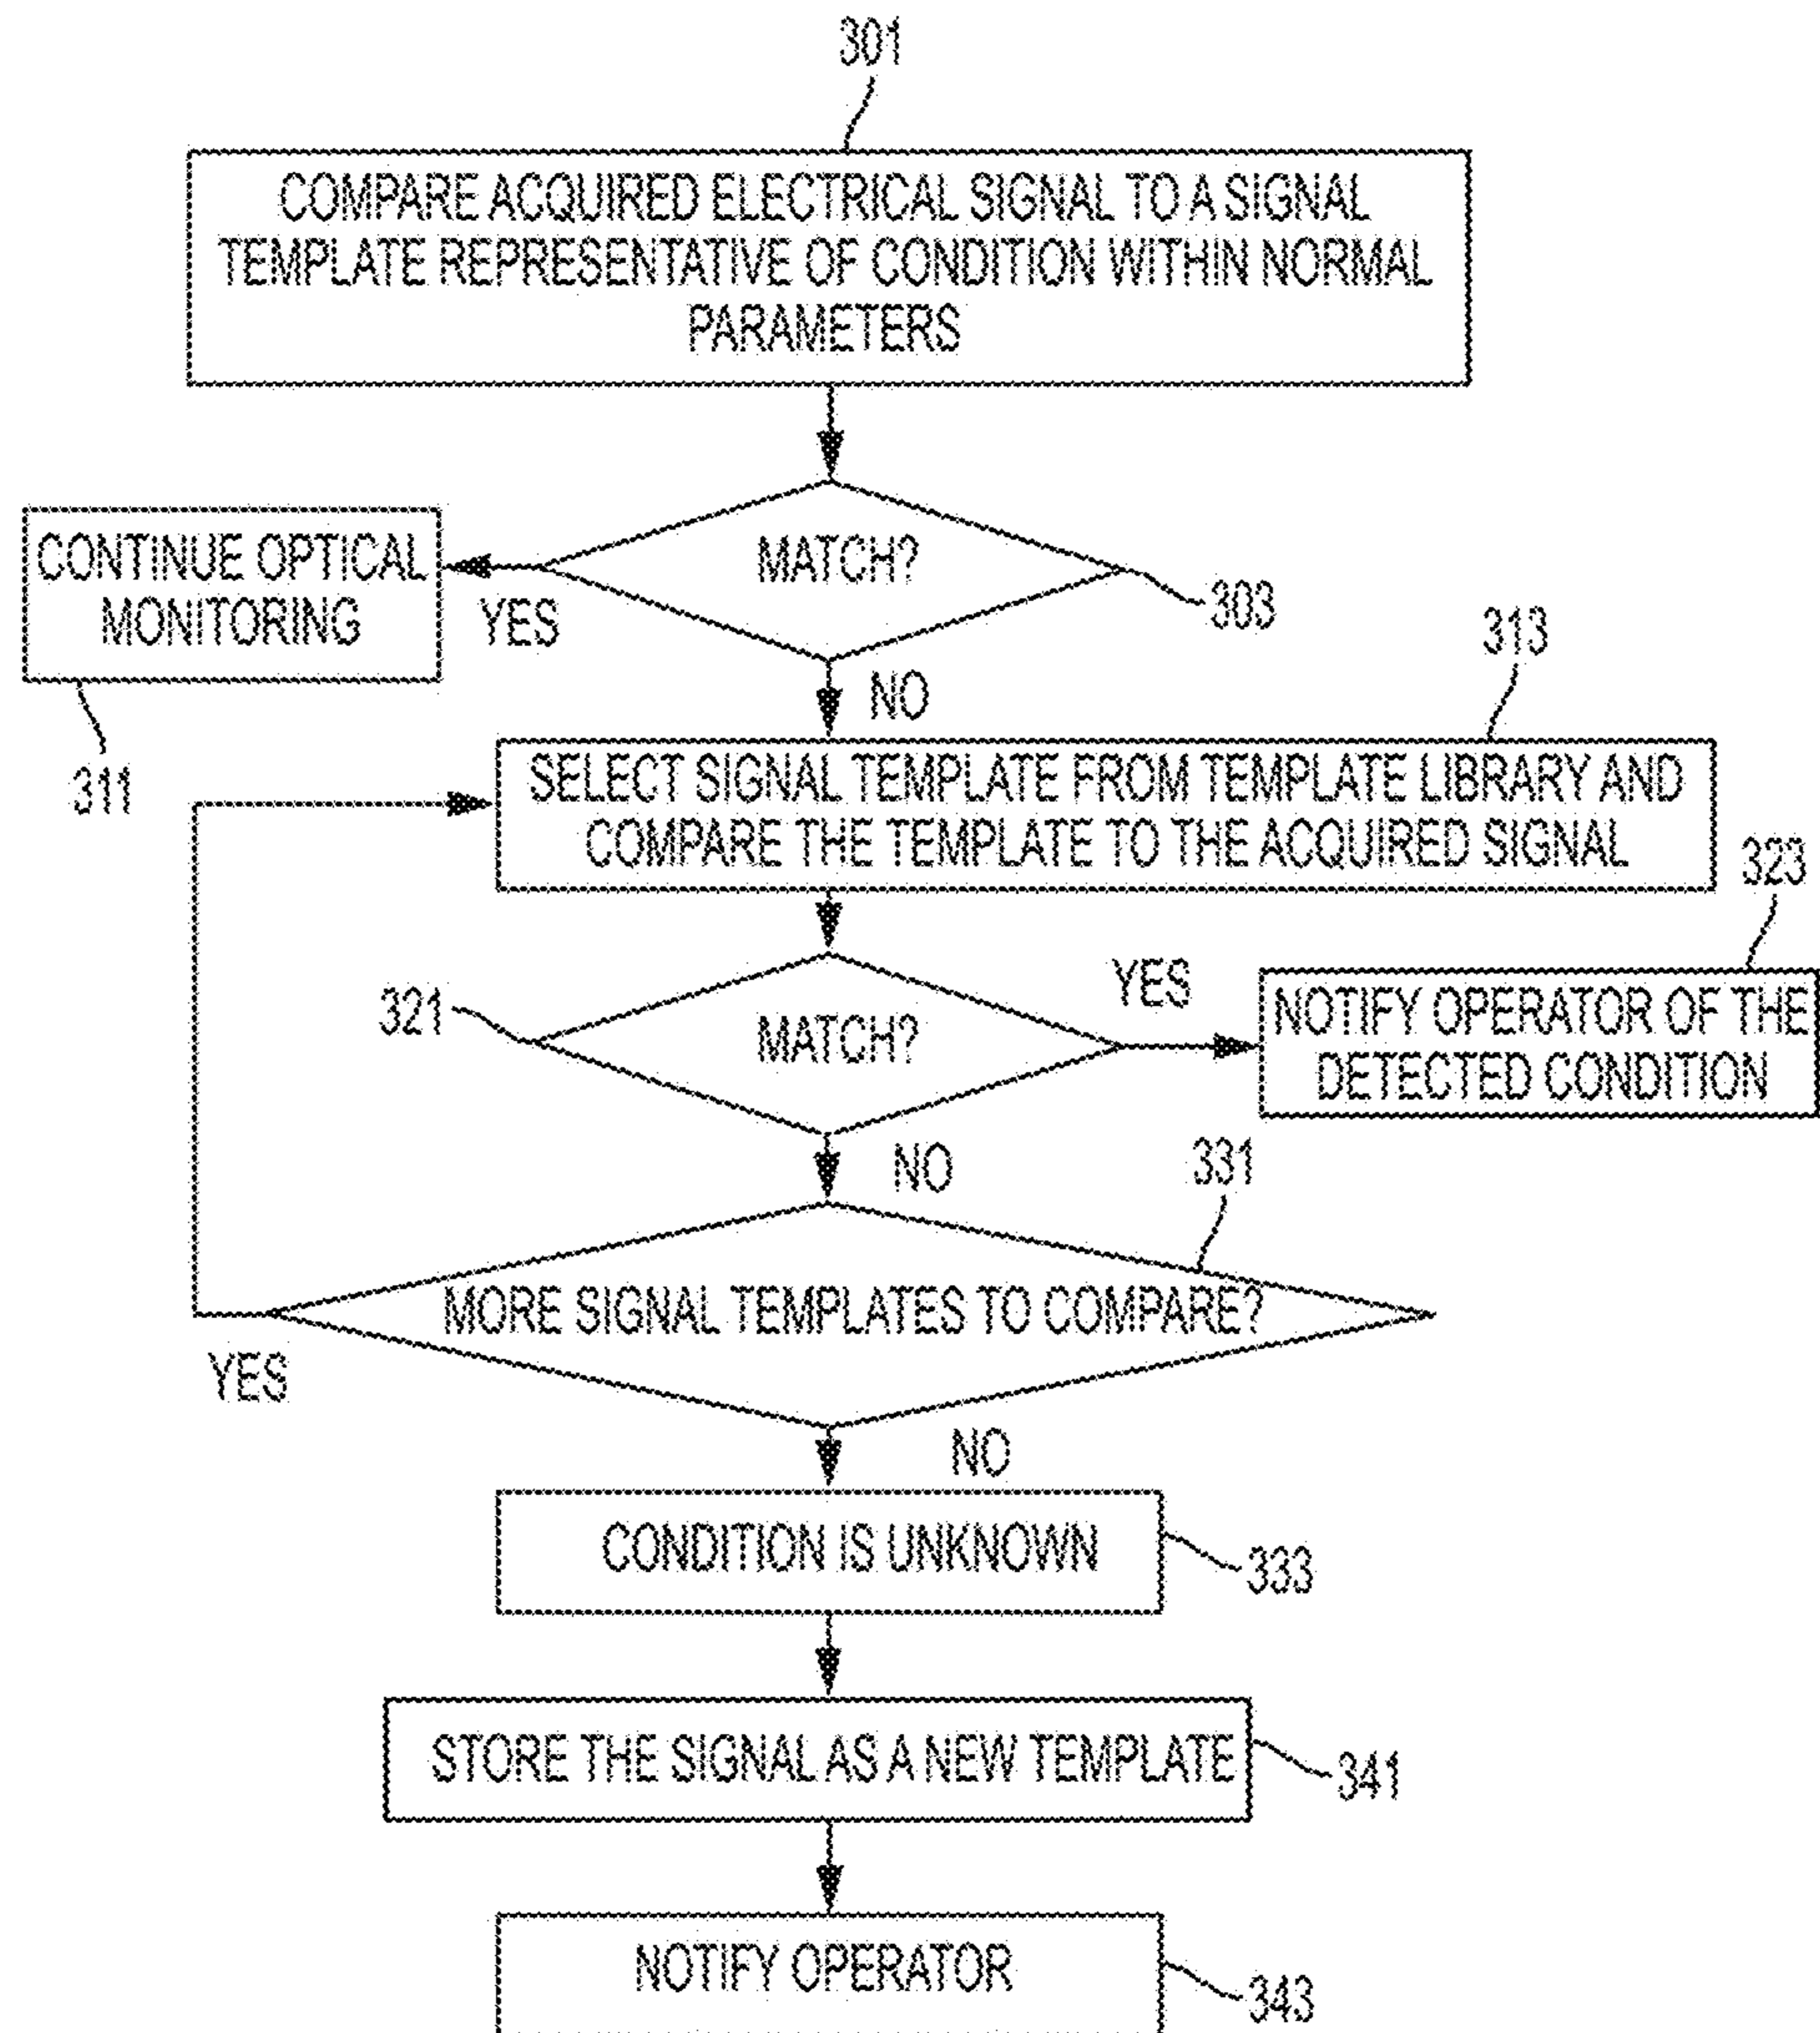 301
COMPARE ACQUIRED ELECTRICAL SIGNAL TO A SIGNAL
TEMPLATE REPRESENTATIVE OF CONDITION WITHIN NORMAL
PARAMETERS
MATCH?
303
YES
CONTINUE OPTICAL
MONITORING
311
NO
313
SELECT SIGNAL TEMPLATE FROM TEMPLATE LIBRARY AND
COMPARE THE TEMPLATE TO THE ACQUIRED SIGNAL
321
MATCH?
YES
323
NOTIFY OPERATOR OF THE
DETECTED CONDITION
NO
331
MORE SIGNAL TEMPLATES TO COMPARE?
YES
NO
CONDITION IS UNKNOWN
333
STORE THE SIGNAL AS A NEW TEMPLATE
341
NOTIFY OPERATOR
343